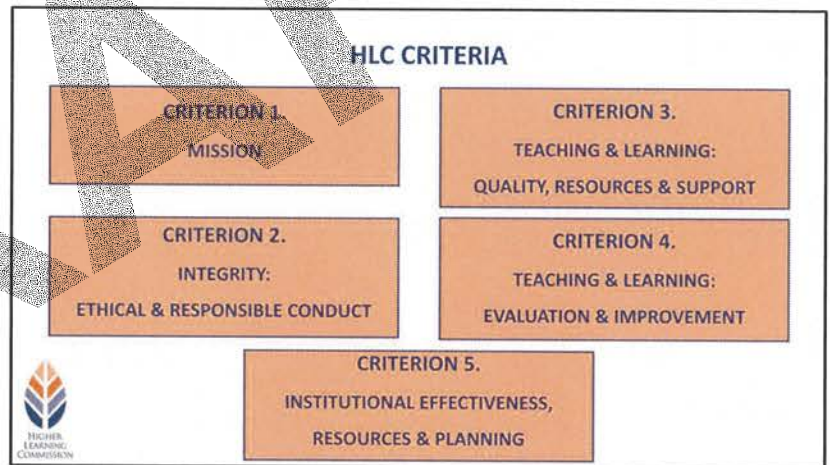 HLC CRITERIA
CRITERION 1.
MISSION
CRITERION 2.
INTEGRITY:
ETHICAL & RESPONSIBLE CONDUCT
CRITERION 3.
TEACHING & LEARNING:
QUALITY, RESOURCES & SUPPORT
CRITERION 4.
TEACHING & LEARNING:
EVALUATION & IMPROVEMENT
CRITERION 5.
INSTITUTIONAL EFFECTIVENESS,
RESOURCES & PLANNING
HIGHER
LEARNING
COMMISSION